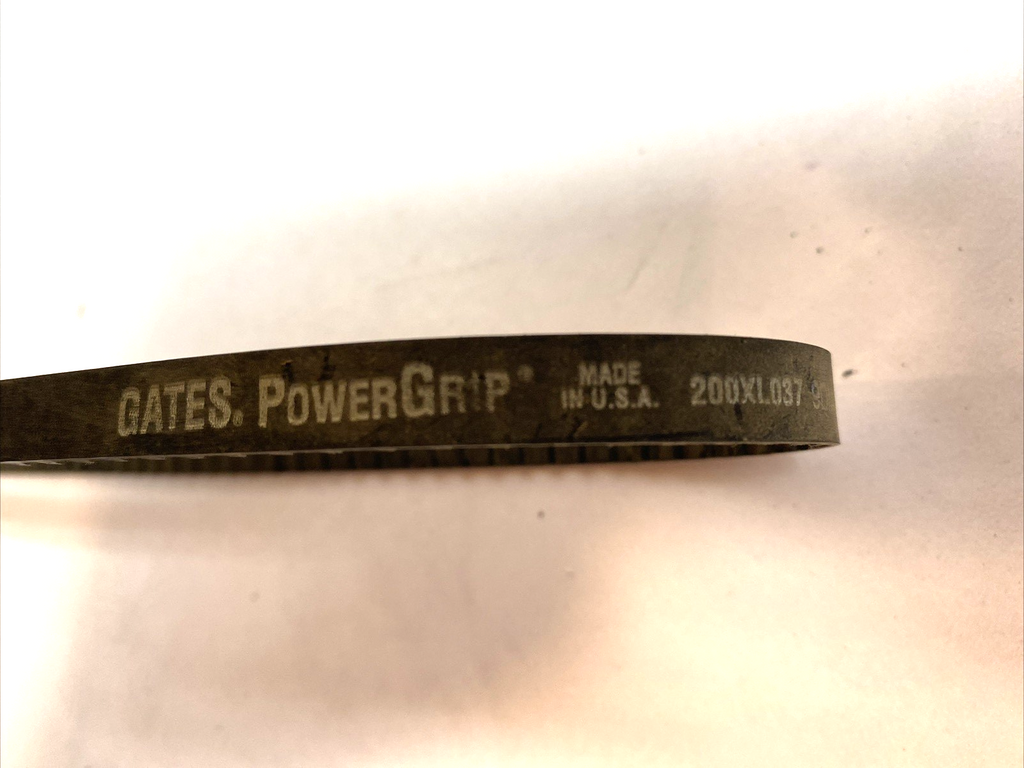 GATES. POWERGRIP®
MADE
IN U.S.A.
200XL037